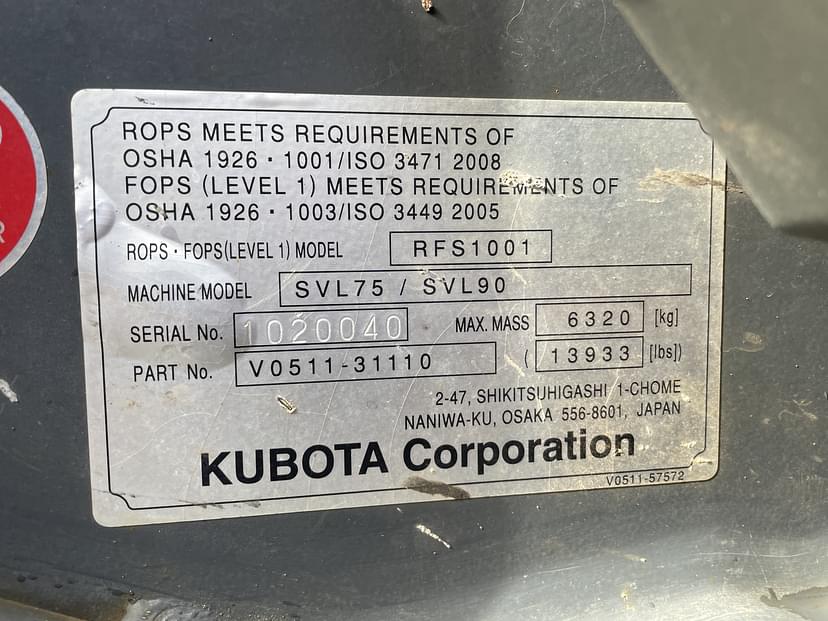 ROPS MEETS REQUIREMENTS OF
OSHA 1926・1001/ISO 3471 2008
FOPS (LEVEL 1) MEETS REQUIREMENTS OF
OSHA 1926・1003/ISO 3449 2005
ROPS・FOPS(LEVEL 1) MODEL RFS1001
MACHINE MODEL SVL75 / SVL90
SERIAL No. 1020040 MAX. MASS 6320 [kg]
PART No. V0511-31110 ( 13933 [lbs])
2-47, SHIKITSUHIGASHI 1-CHOME
NANIWA-KU, OSAKA 556-8601, JAPAN
KUBOTA Corporation
V0511-57572